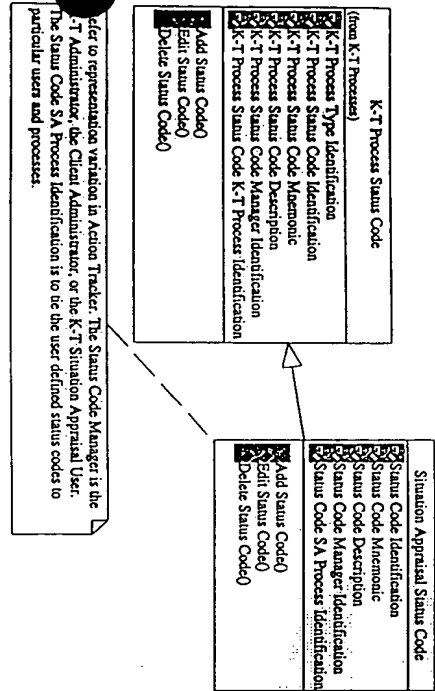 K-T Process Status Code
(from K-T Processes)
K-T Process Type Identification
K-T Process Status Code Identification
K-T Process Status Code Mnemonic
K-T Process Status Code Description
K-T Process Status Code Manager Identification
K-T Process Status Code K-T Process Identification
Add Status Code()
Edit Status Code()
Delete Status Code()
Situation Appraisal Status Code
Status Code Identification
Status Code Mnemonic
Status Code Description
Status Code Manager Identification
Status Code SA Process Identification
Add Status Code()
Edit Status Code()
Delete Status Code()
to representation variation in Action Tracker. The Status Code Manager is the
Administrator, the Client Administrator, or the K-T Situation Appraisal User.
The Status Code SA Process Identification is to tie the user defined status codes to
particular users and processes.